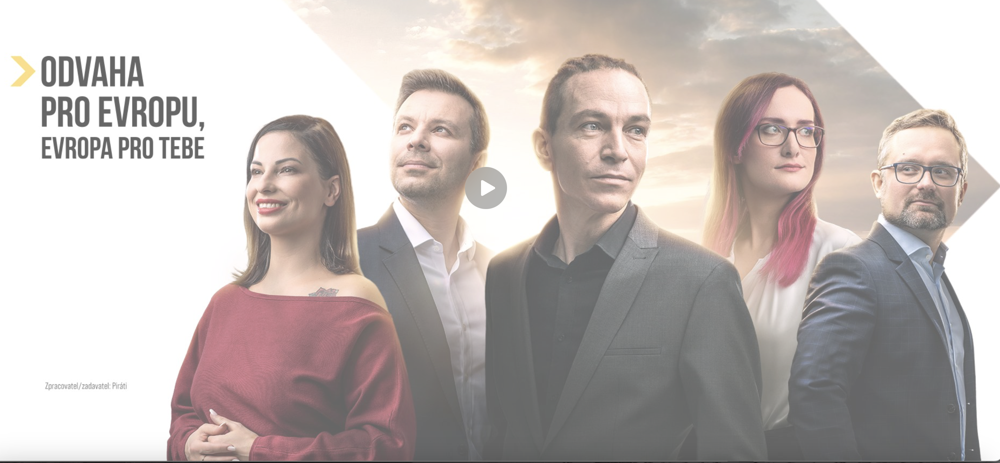 ODVAHA
PRO EVROPU,
EVROPA PRO TEBE
Zpracovatel/zadavatel: Piráti